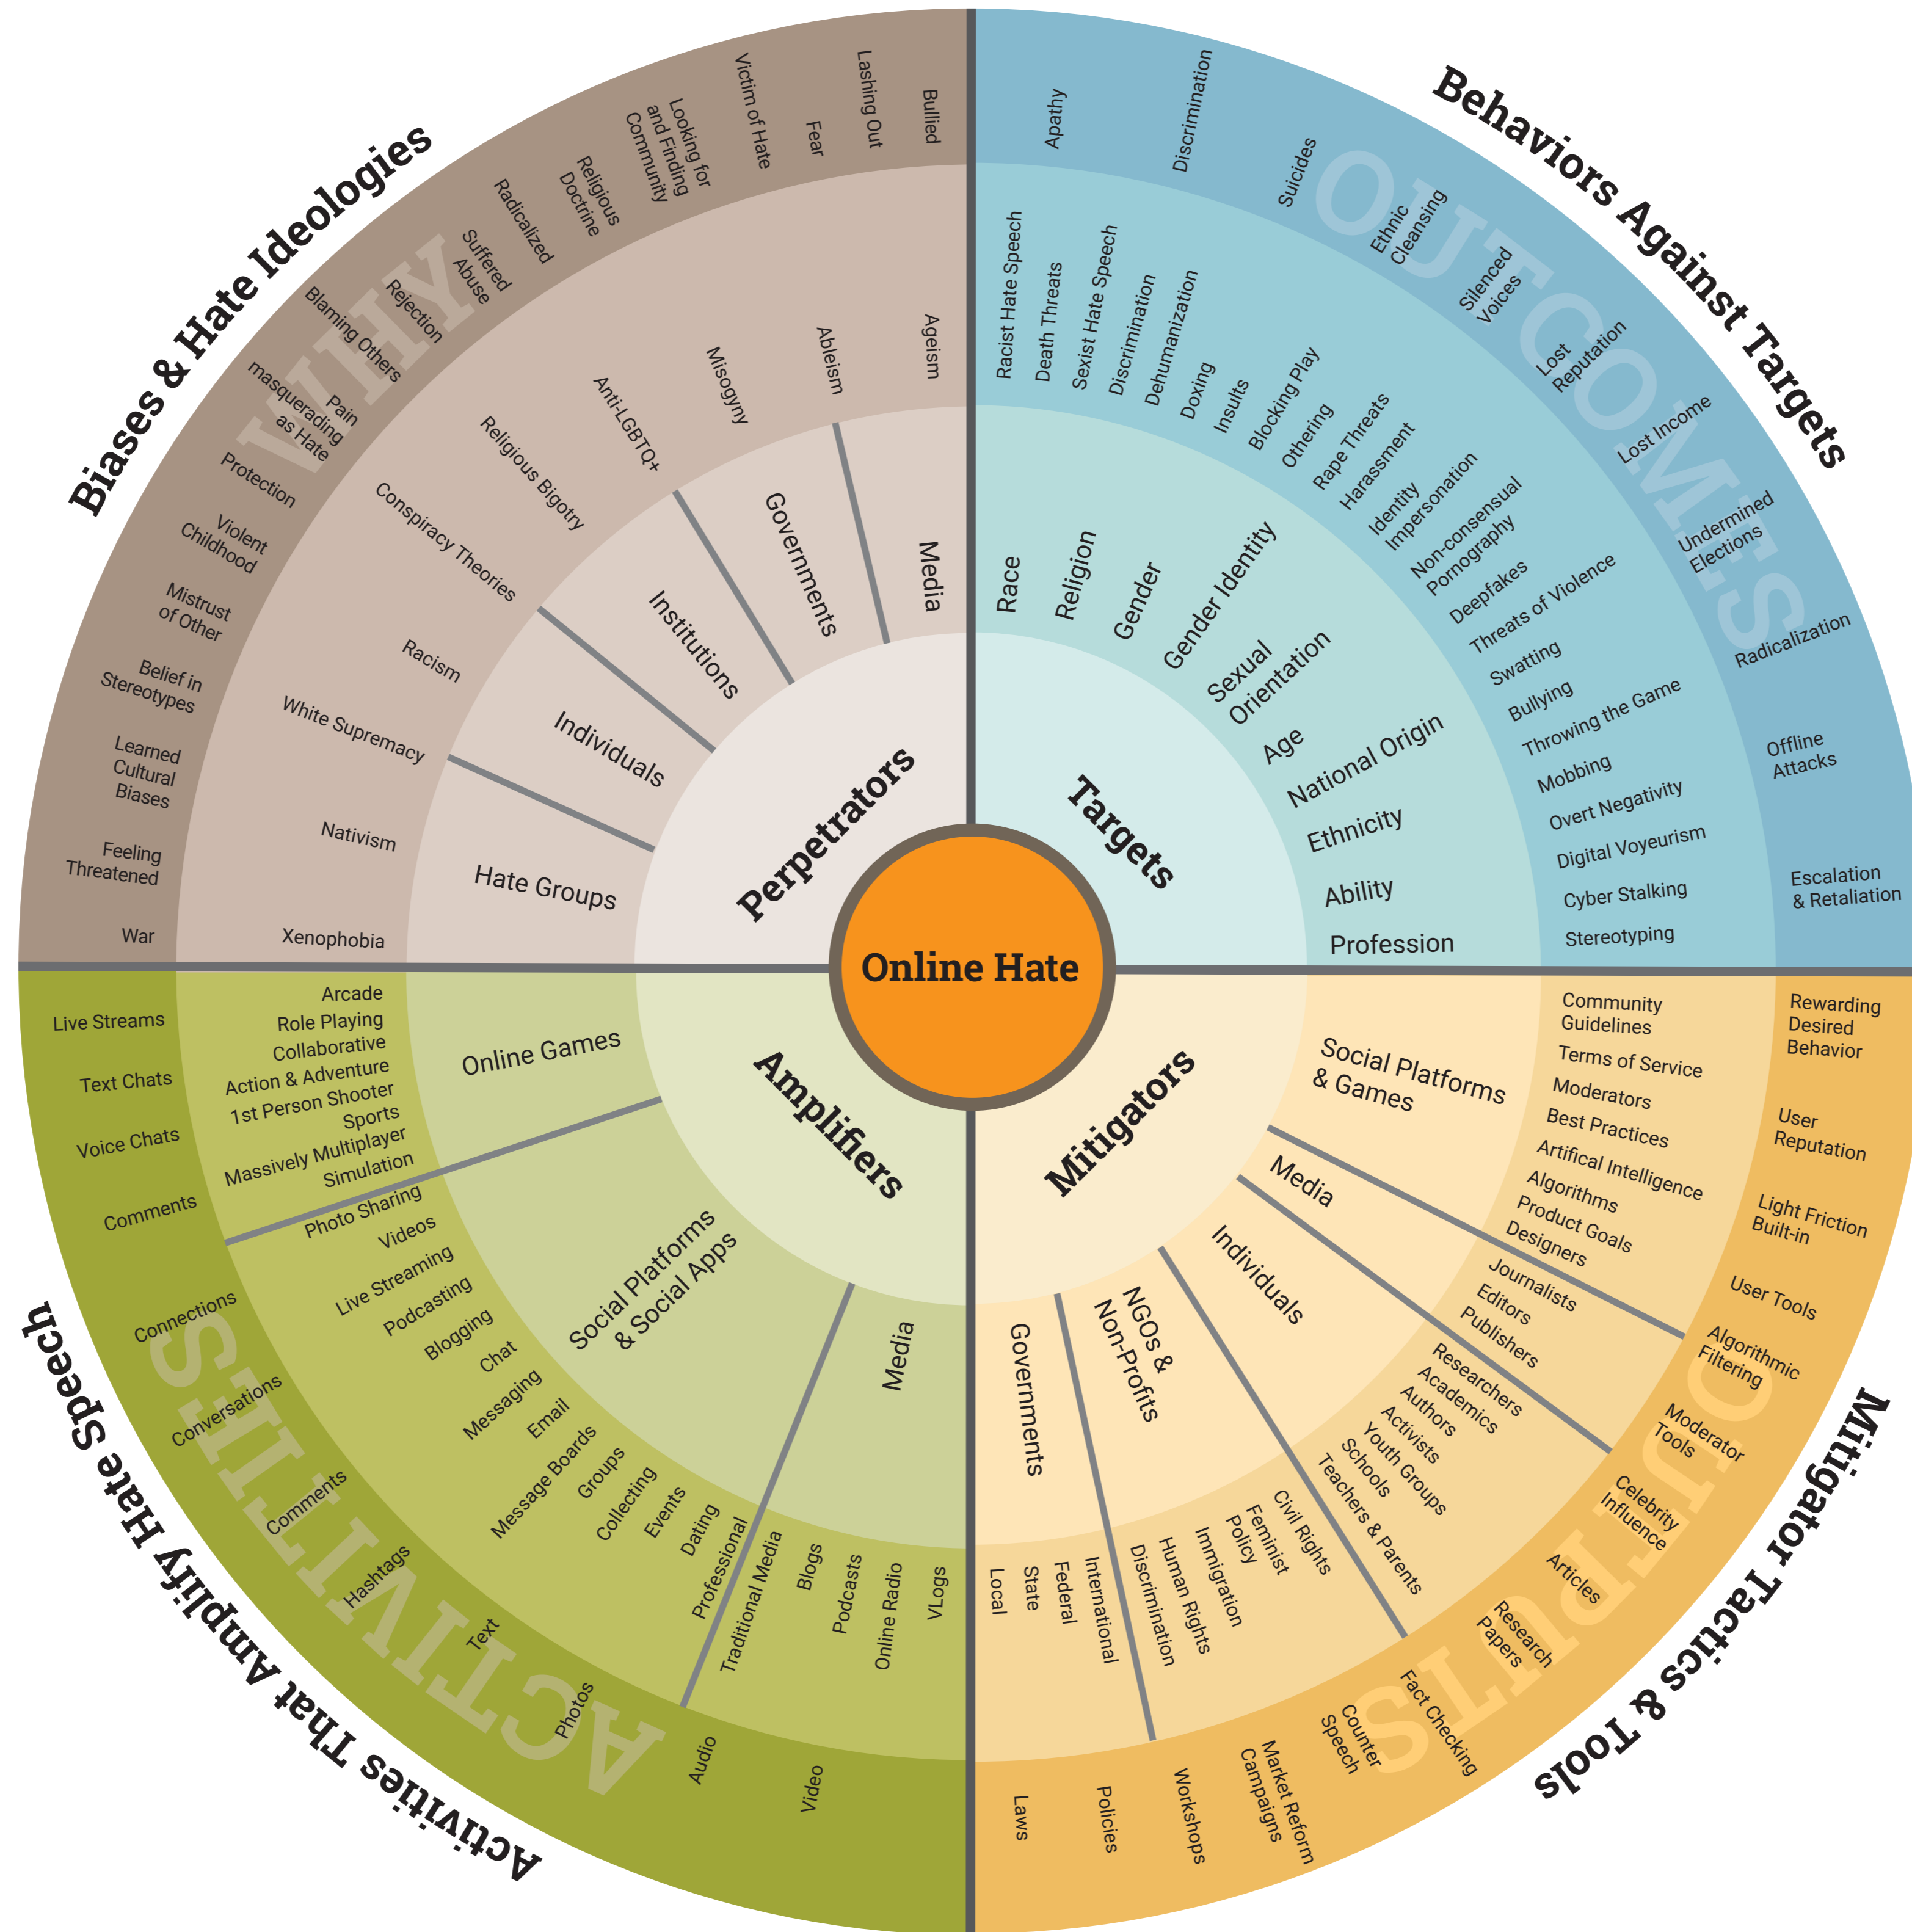 Online Hate
Perpetrators
Hate Groups
Individuals
Institutions
Governments
Media
Xenophobia
Nativism
White Supremacy
Racism
Conspiracy Theories
Religious Bigotry
Anti-LGBTQ+
Misogyny
Ableism
Ageism
WHY
War
Feeling
Threatened
Learned
Cultural
Biases
Belief in
Stereotypes
Mistrust
of Other
Violent
Childhood
Protection
Pain
masquerading
as Hate
Blaming Others
Rejection
Suffered
Abuse
Radicalized
Religious
Doctrine
Looking for
and Finding
Community
Victim of Hate
Fear
Lashing Out
Bullied
Biases & Hate Ideologies
Targets
Race
Religion
Gender
Gender Identity
Sexual
Orientation
Age
National Origin
Ethnicity
Ability
Profession
Racist Hate Speech
Death Threats
Sexist Hate Speech
Discrimination
Dehumanization
Doxing
Insults
Blocking Play
Othering
Rape Threats
Harassment
Identity
Impersonation
Non-consensual
Pornography
Deepfakes
Threats of Violence
Swatting
Bullying
Throwing the Game
Mobbing
Overt Negativity
Digital Voyeurism
Cyber Stalking
Stereotyping
OUTCOMES
Apathy
Discrimination
Suicides
Ethnic
Cleansing
Silenced
Voices
Lost
Reputation
Lost Income
Undermined
Elections
Radicalization
Offline
Attacks
Escalation
& Retaliation
Behaviors Against Targets
Mitigators
Social Platforms
& Games
Media
Individuals
NGOs &
Non-Profits
Governments
Community
Guidelines
Terms of Service
Moderators
Best Practices
Artifical Intelligence
Algorithms
Product Goals
Designers
Journalists
Editors
Publishers
Researchers
Academics
Authors
Activists
Youth Groups
Schools
Teachers & Parents
Civil Rights
Feminist
Policy
Immigration
Human Rights
Discrimination
International
Federal
State
Local
OUTPUTS
Rewarding
Desired
Behavior
User
Reputation
Light Friction
Built-in
User Tools
Algorithmic
Filtering
Moderator
Tools
Celebrity
Influence
Articles
Research
Papers
Fact Checking
Counter
Speech
Market Reform
Campaigns
Workshops
Policies
Laws
Mitigator Tactics & Tools
Amplifiers
Online Games
Social Platforms
& Social Apps
Media
Arcade
Role Playing
Collaborative
Action & Adventure
1st Person Shooter
Sports
Massively Multiplayer
Simulation
Photo Sharing
Videos
Live Streaming
Podcasting
Blogging
Chat
Messaging
Email
Message Boards
Groups
Collecting
Events
Dating
Professional
Traditional Media
Blogs
Podcasts
Online Radio
VLogs
ACTIVITIES
Live Streams
Text Chats
Voice Chats
Comments
Connections
Conversations
Comments
Hashtags
Text
Photos
Audio
Video
Activities That Amplify Hate Speech